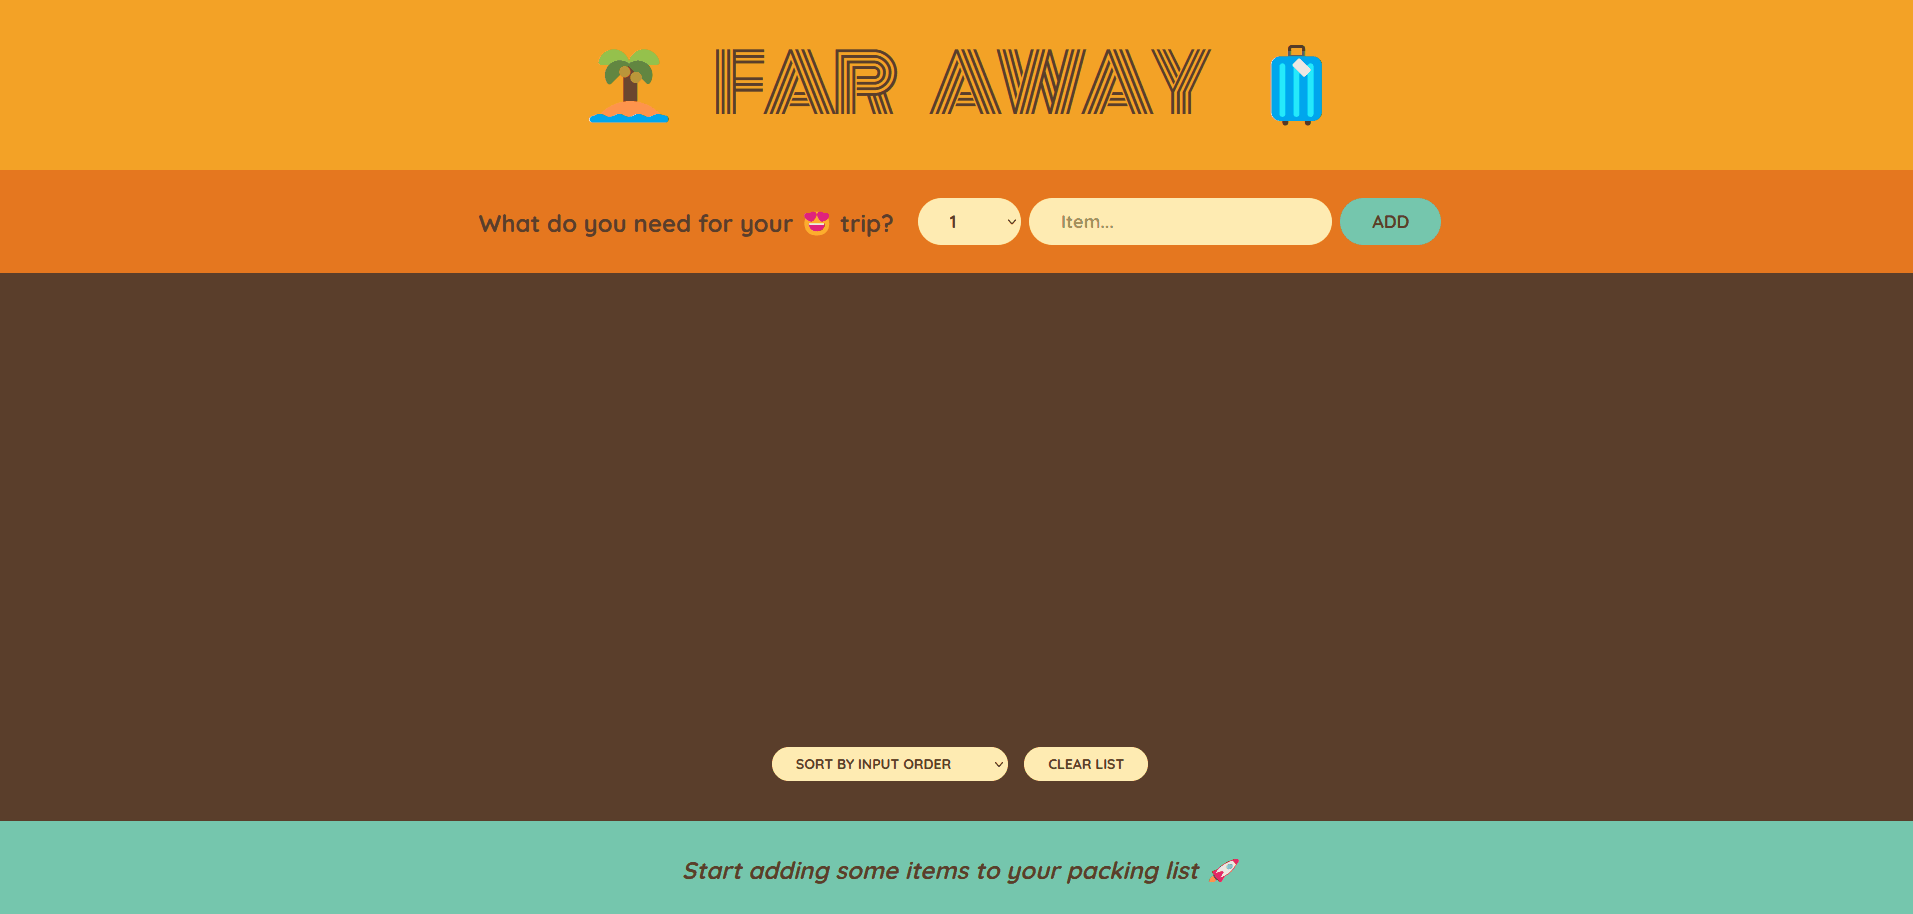 🌴 FAR AWAY 🧳
What do you need for your 😍 trip? 1 Item... ADD
SORT BY INPUT ORDER CLEAR LIST
Start adding some items to your packing list 🚀